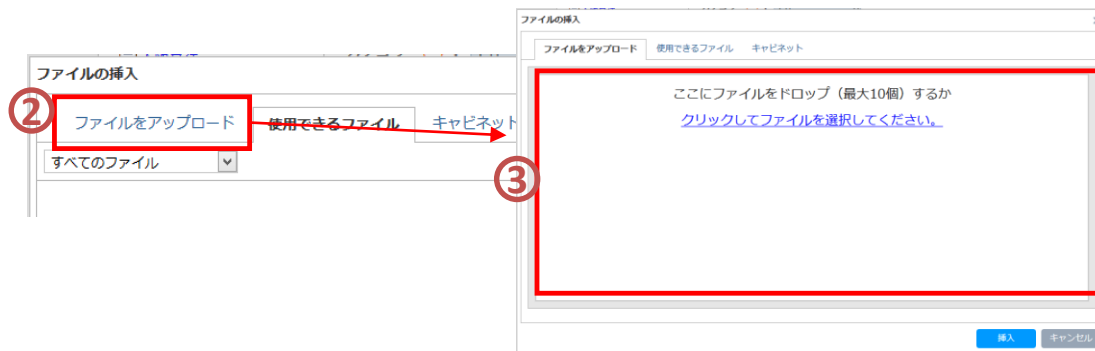 ファイルの挿入
②
ファイルをアップロード
使用できるファイル
キャビネット
すべてのファイル
③
ファイルの挿入
ファイルをアップロード
使用できるファイル
キャビネット
ここにファイルをドロップ（最大10個）するか
クリックしてファイルを選択してください。
挿入
キャンセル